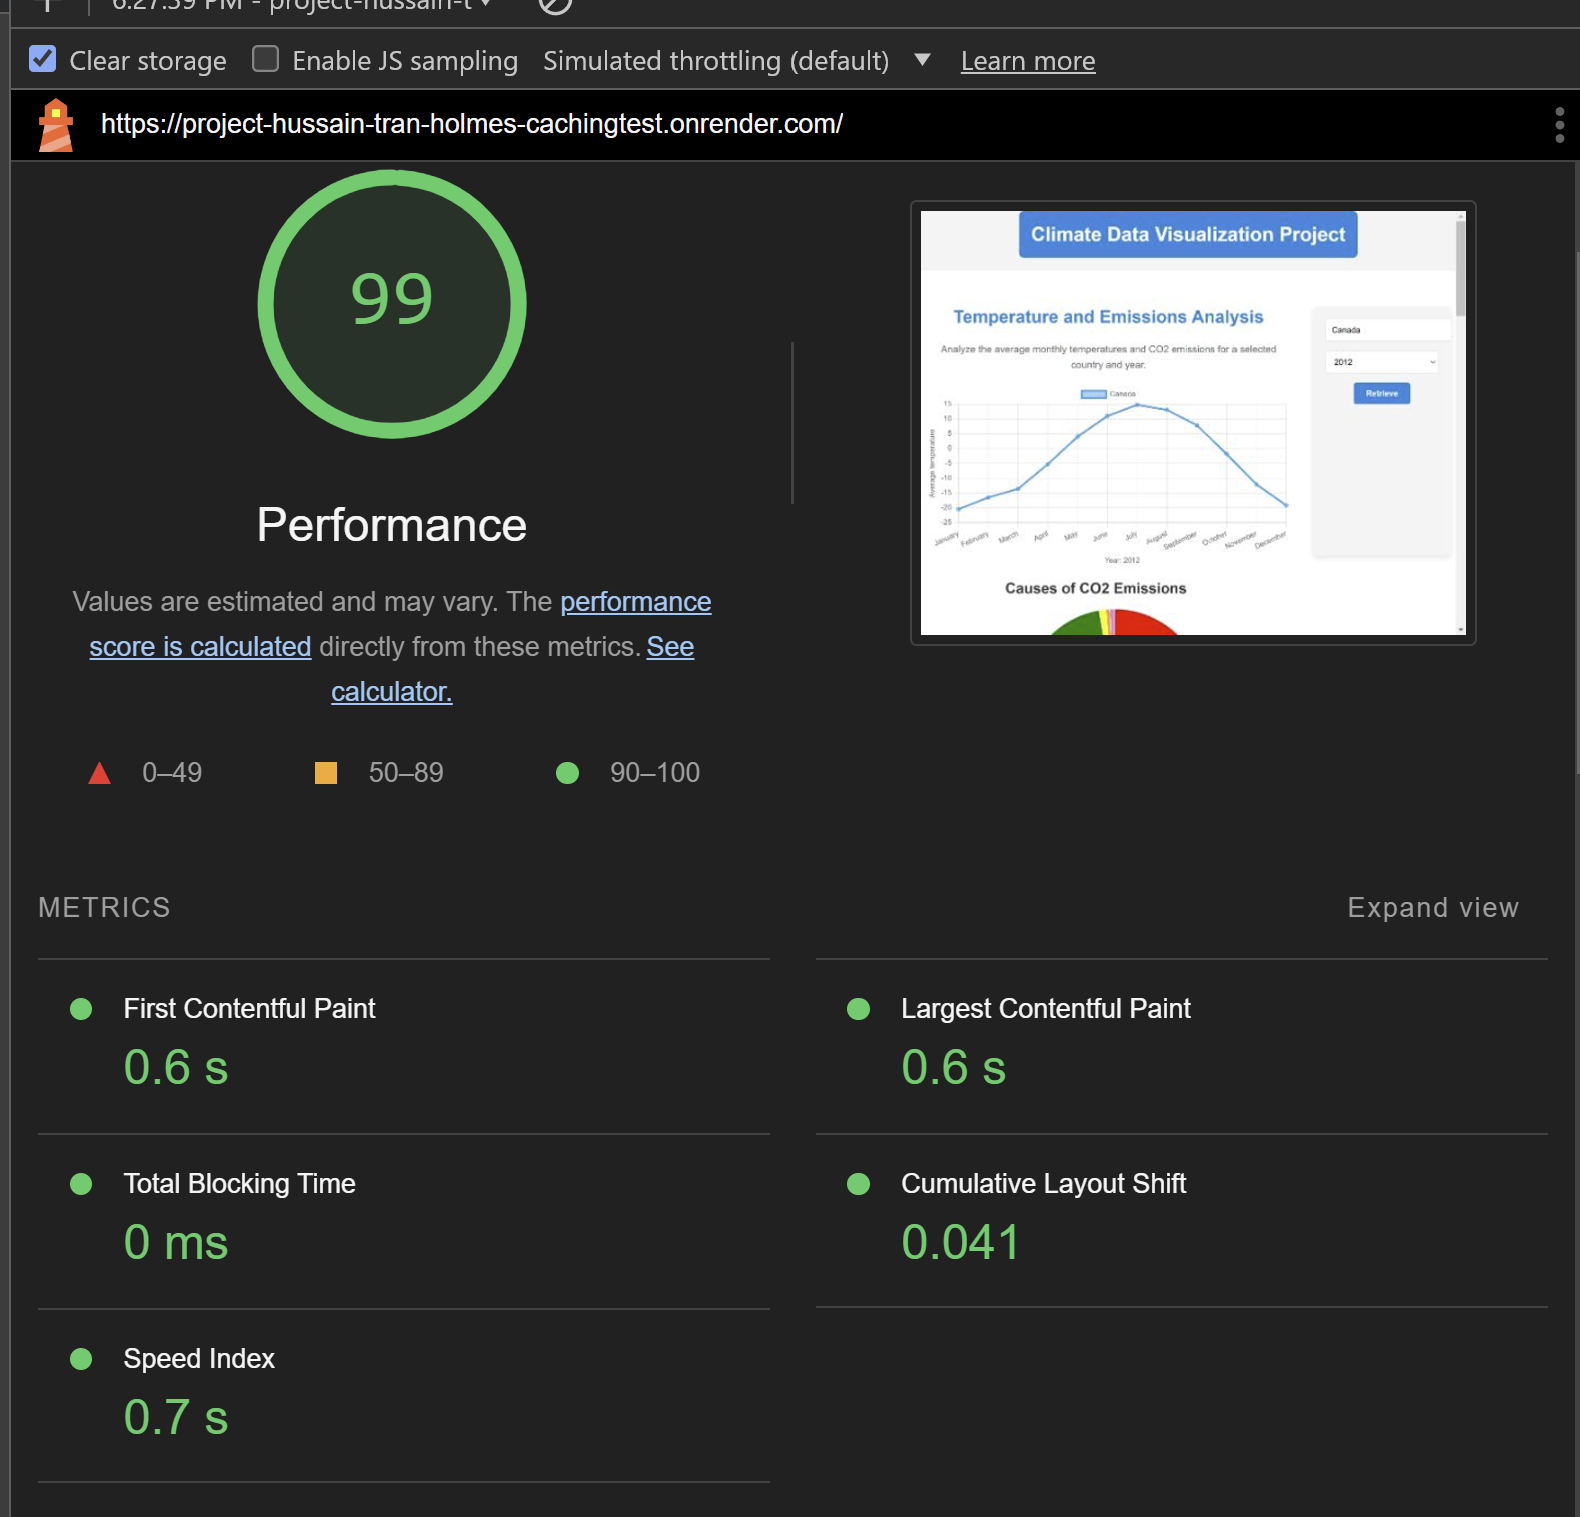 6:27:39 PM - project-hussain-t
Clear storage Enable JS sampling Simulated throttling (default) Learn more
https://project-hussain-tran-holmes-cachingtest.onrender.com/
99
Performance
Values are estimated and may vary. The performance
score is calculated directly from these metrics. See
calculator.
0–49 50–89 90–100
Climate Data Visualization Project
Temperature and Emissions Analysis
Analyze the average monthly temperatures and CO2 emissions for a selected
country and year.
Canada
2012
Retrieve
Canada
Average temperature
15
10
5
0
-5
-10
-15
-20
-25
January February March April May June July August September October November December
Year: 2012
Causes of CO2 Emissions
METRICS
Expand view
First Contentful Paint
0.6 s
Largest Contentful Paint
0.6 s
Total Blocking Time
0 ms
Cumulative Layout Shift
0.041
Speed Index
0.7 s